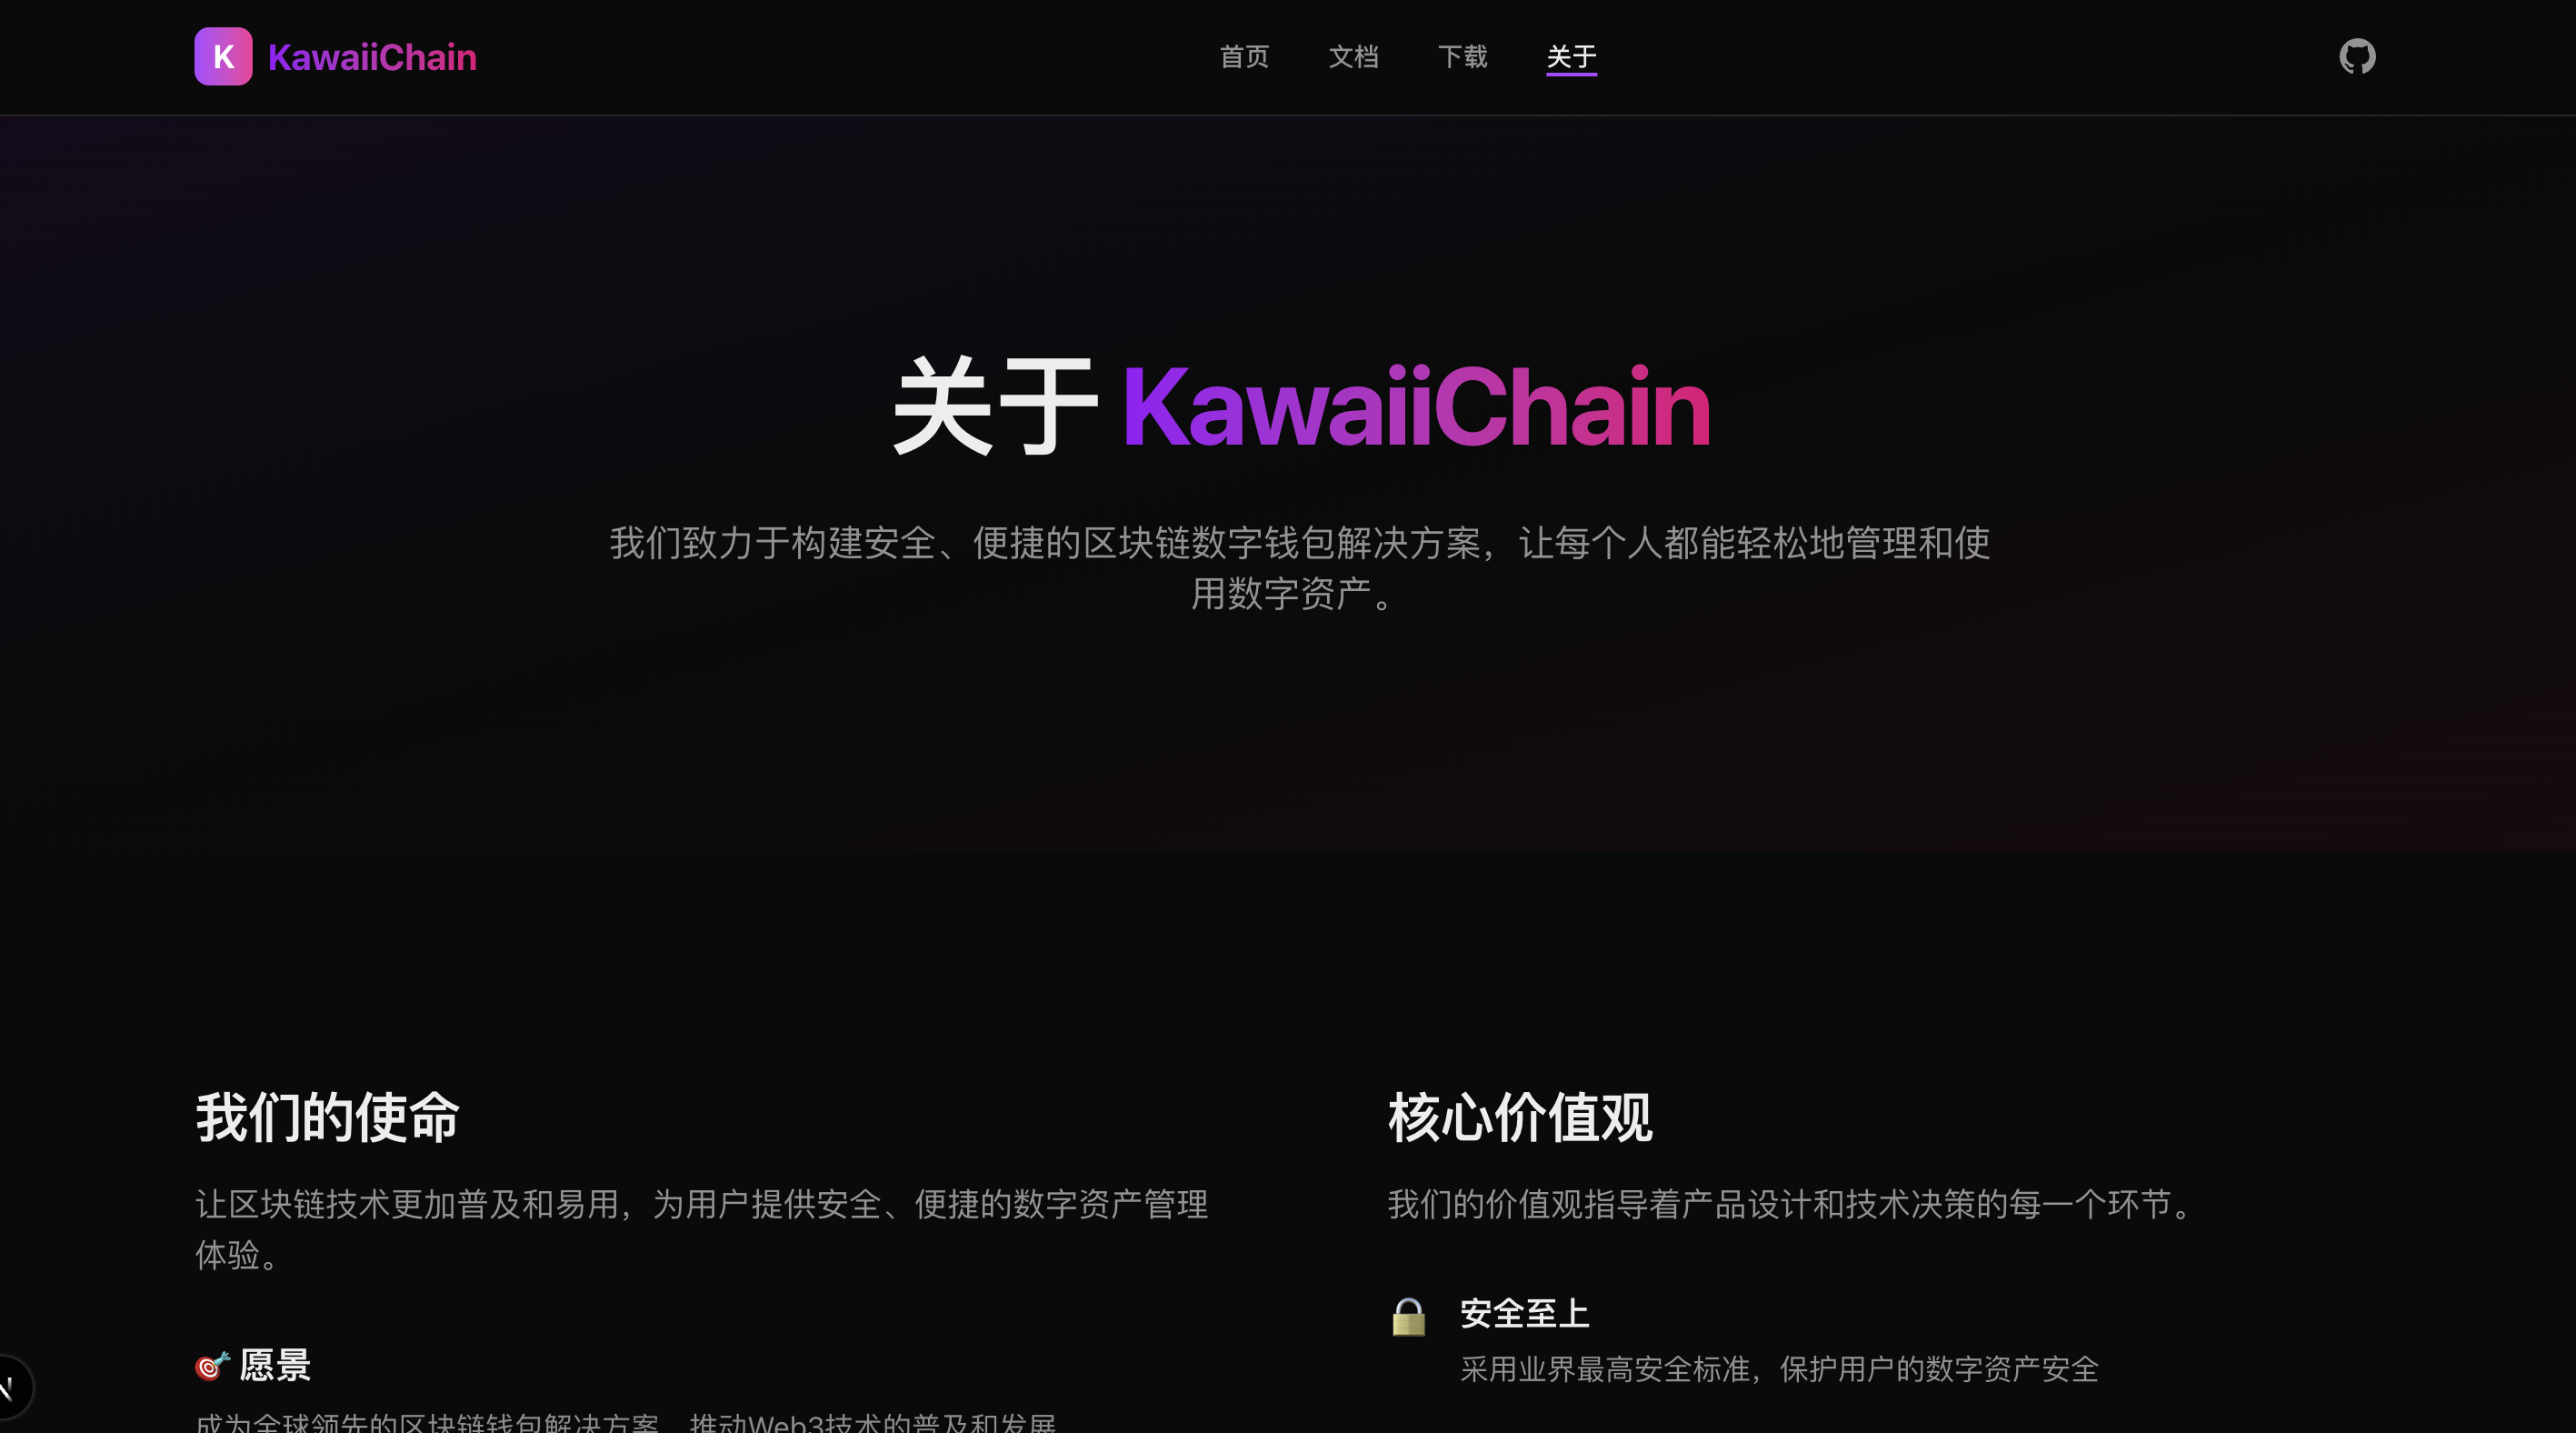 K KawaiiChain
首页 文档 下载 关于
关于 KawaiiChain
我们致力于构建安全、便捷的区块链数字钱包解决方案，让每个人都能轻松地管理和使
用数字资产。
我们的使命
让区块链技术更加普及和易用，为用户提供安全、便捷的数字资产管理
体验。
愿景
成为全球领先的区块链钱包解决方案，推动Web3技术的普及和发展
核心价值观
我们的价值观指导着产品设计和技术决策的每一个环节。
安全至上
采用业界最高安全标准，保护用户的数字资产安全
N